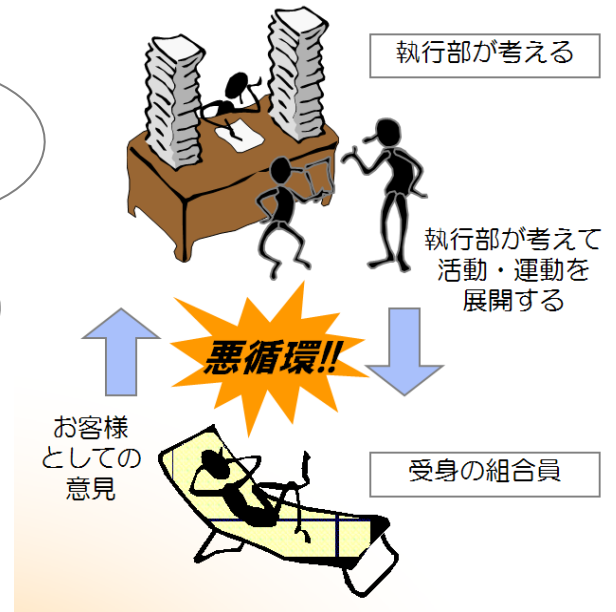 執行部が考える
執行部が考えて
活動・運動を
展開する
悪循環!!
お客様
としての
意見
受身の組合員